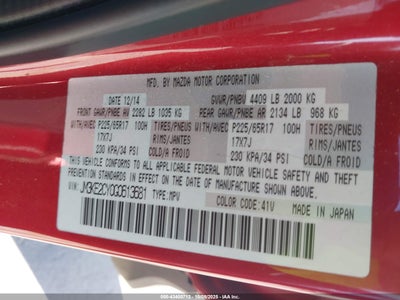 MFD. BY MAZDA MOTOR CORPORATION
12/14 GVWR/PNBV 4409 LB 2000 KG
FRONT GAWR/PNBE AV 2282 LB 1035 KG REAR GAWR/PNBE AR 2134 LB 968 KG
WITH/AVEC P225/65R17 100H TIRES/PNEUS WITH/AVEC P225/65R17 100H TIRES/PNEUS
17X7J RIMS/JANTES 17X7J RIMS/JANTES
230 KPA/34 PSI COLD/A FROID 230 KPA/34 PSI COLD/A FROID
THIS VEHICLE CONFORMS TO ALL APPLICABLE FEDERAL MOTOR VEHICLE SAFETY, BUMPER, AND THEFT
PREVENTION STANDARDS IN EFFECT ON THE DATE OF MANUFACTURE SHOWN ABOVE.
VIN: TYPE:MPV
COLOR: 41V MADE IN JAPAN